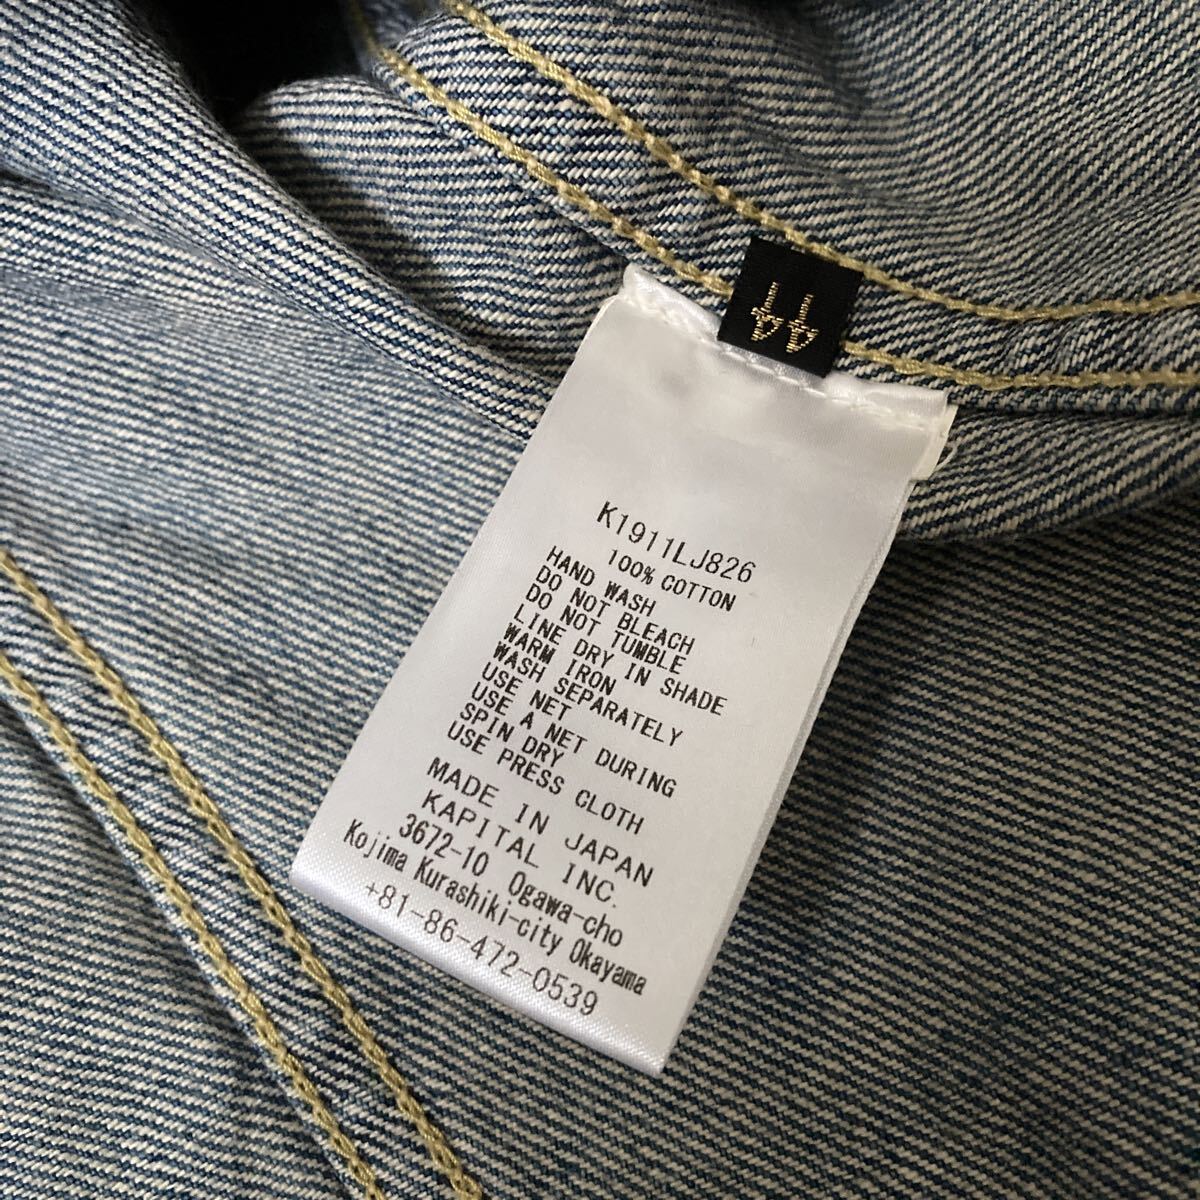 44
K1911LJ826
100% COTTON
HAND WASH
DO NOT BLEACH
DO NOT TUMBLE
LINE DRY IN SHADE
WARM IRON
WASH SEPARATELY
USE NET
USE A NET DURING
SPIN DRY
USE PRESS CLOTH
MADE IN JAPAN
KAPITAL INC.
3672-10 Ogawa-cho
Kojima Kurashiki-city Okayama
+81-86-472-0539